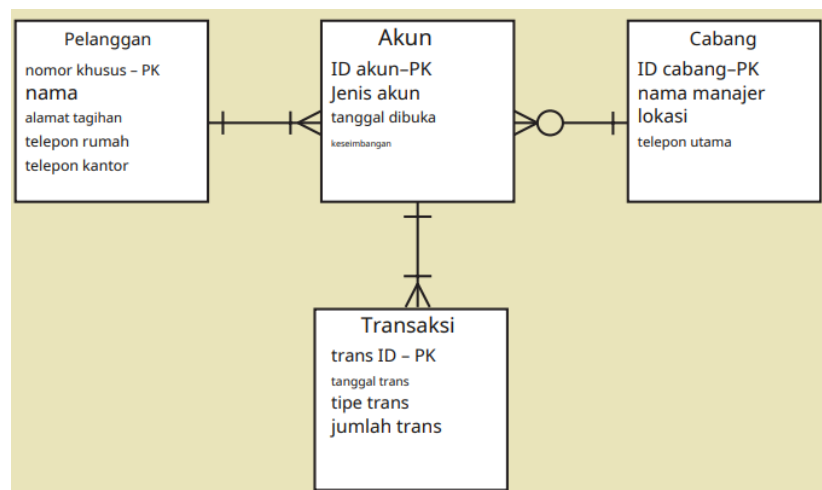 Pelanggan
nomor khusus – PK
nama
alamat tagihan
telepon rumah
telepon kantor
Akun
ID akun–PK
Jenis akun
tanggal dibuka
keseimbangan
Cabang
ID cabang–PK
nama manajer
lokasi
telepon utama
Transaksi
trans ID – PK
tanggal trans
tipe trans
jumlah trans